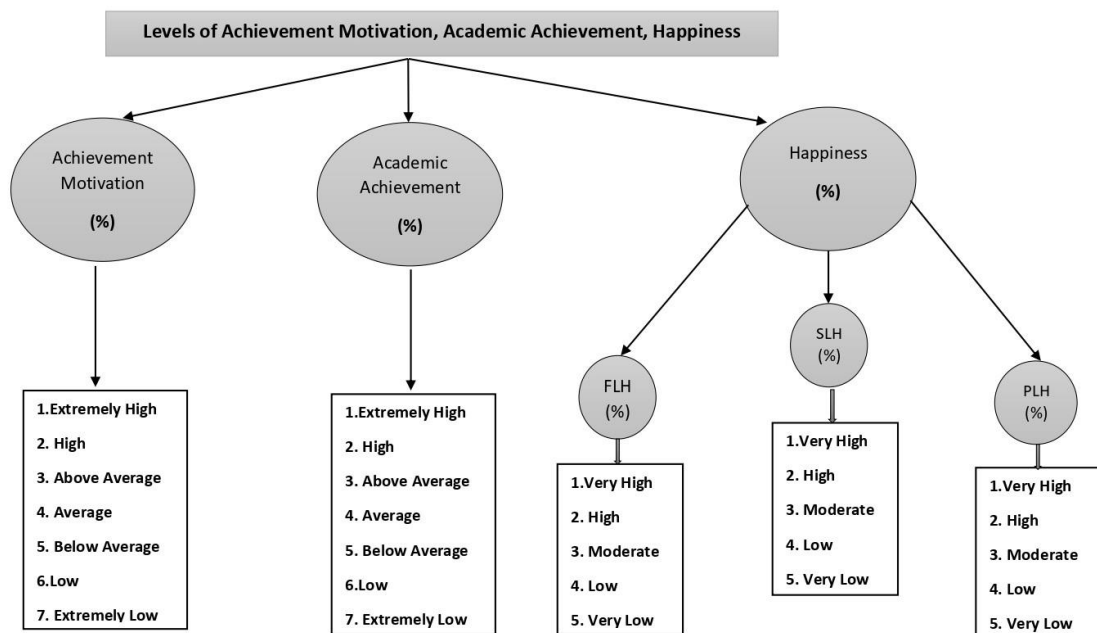 Levels of Achievement Motivation, Academic Achievement, Happiness
Achievement
Motivation
(%)
Academic
Achievement
(%)
Happiness
(%)
FLH
(%)
SLH
(%)
PLH
(%)
1.Extremely High
2. High
3. Above Average
4. Average
5. Below Average
6.Low
7. Extremely Low
1.Extremely High
2. High
3. Above Average
4. Average
5. Below Average
6.Low
7. Extremely Low
1.Very High
2. High
3. Moderate
4. Low
5. Very Low
1.Very High
2. High
3. Moderate
4. Low
5. Very Low
1.Very High
2. High
3. Moderate
4. Low
5. Very Low